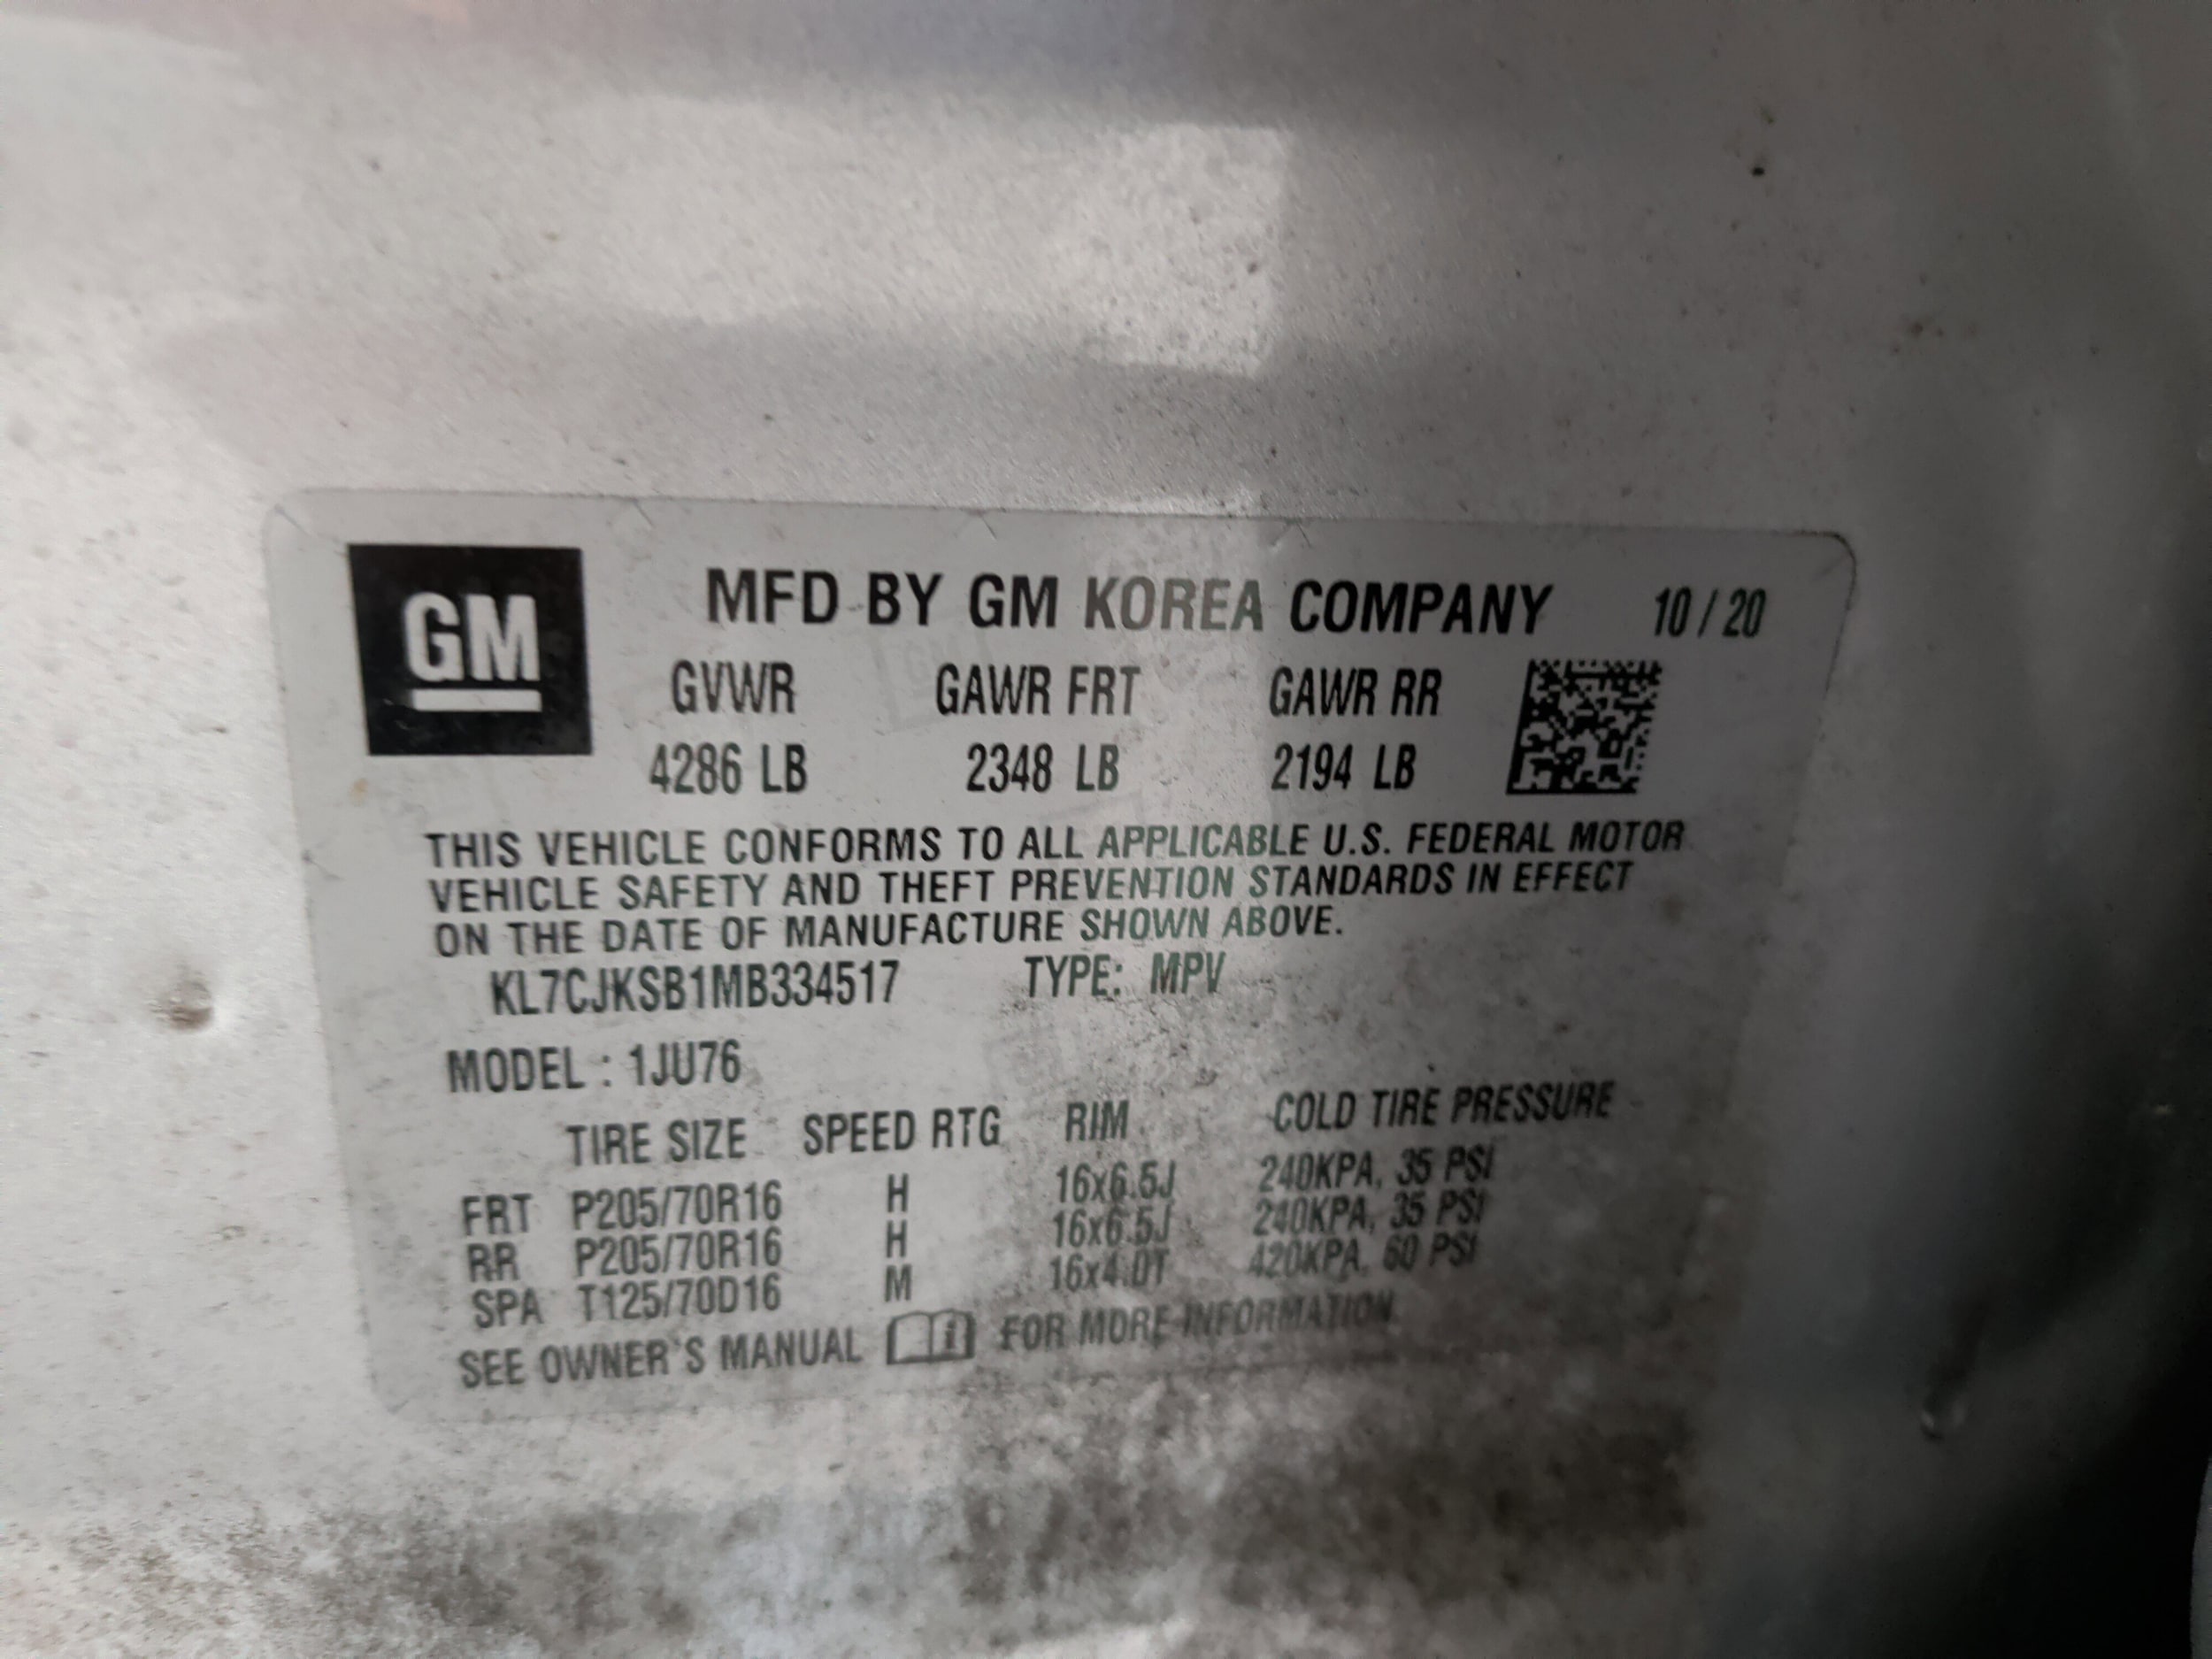 GM MFD BY GM KOREA COMPANY 10 / 20
GVWR GAWR FRT GAWR RR
4286 LB 2348 LB 2194 LB
THIS VEHICLE CONFORMS TO ALL APPLICABLE U.S. FEDERAL MOTOR
VEHICLE SAFETY AND THEFT PREVENTION STANDARDS IN EFFECT
ON THE DATE OF MANUFACTURE SHOWN ABOVE.
KL7CJKSB1MB334517 TYPE: MPV
MODEL : 1JU76
TIRE SIZE SPEED RTG RIM COLD TIRE PRESSURE
FRT P205/70R16 H 16x6.5J 240KPA, 35 PSI
RR P205/70R16 H 16x6.5J 240KPA, 35 PSI
SPA T125/70D16 M 16x4.0T 420KPA, 60 PSI
SEE OWNER'S MANUAL FOR MORE INFORMATION